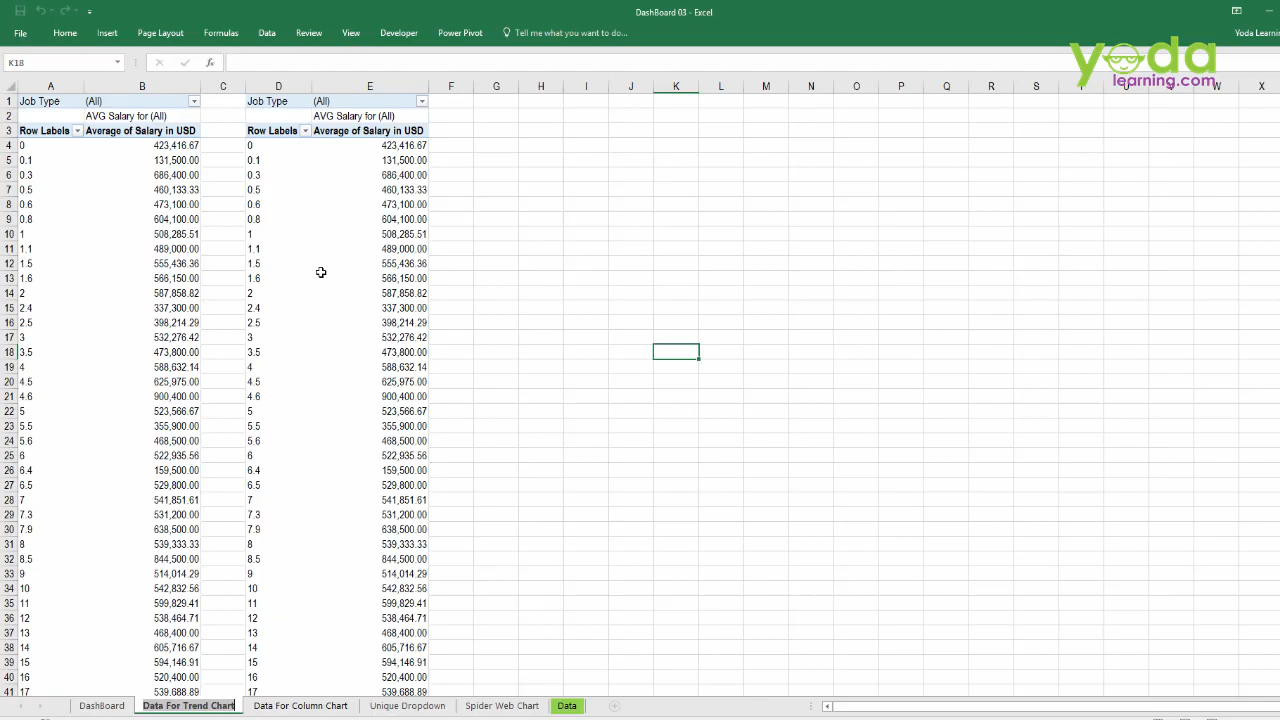 DashBoard 03 - Excel
File Home Insert Page Layout Formulas Data Review View Developer Power Pivot Tell me what you want to do... Yoda Learnin
yoda
learning.com
K18 fx
A B C D E G H I J K L M N O P Q R S T V W X
1 Job Type (All) Job Type (All)
2 AVG Salary for (All) AVG Salary for (All)
3 Row Labels Average of Salary in USD Row Labels Average of Salary in USD
4 0 423,416.67 0 423,416.67
5 0.1 131,500.00 0.1 131,500.00
6 0.3 686,400.00 0.3 686,400.00
7 0.5 460,133.33 0.5 460,133.33
8 0.6 473,100.00 0.6 473,100.00
9 0.8 604,100.00 0.8 604,100.00
10 1 508,285.51 1 508,285.51
11 1.1 489,000.00 1.1 489,000.00
12 1.5 555,436.36 1.5 555,436.36
13 1.6 566,150.00 1.6 566,150.00
14 2 587,858.82 2 587,858.82
15 2.4 337,300.00 2.4 337,300.00
16 2.5 398,214.29 2.5 398,214.29
17 3 532,276.42 3 532,276.42
18 3.5 473,800.00 3.5 473,800.00
19 4 588,632.14 4 588,632.14
20 4.5 625,975.00 4.5 625,975.00
21 4.6 900,400.00 4.6 900,400.00
22 5 523,566.67 5 523,566.67
23 5.5 355,900.00 5.5 355,900.00
24 5.6 468,500.00 5.6 468,500.00
25 6 522,935.56 6 522,935.56
26 6.4 159,500.00 6.4 159,500.00
27 6.5 529,800.00 6.5 529,800.00
28 7 541,851.61 7 541,851.61
29 7.3 531,200.00 7.3 531,200.00
30 7.9 638,500.00 7.9 638,500.00
31 8 539,333.33 8 539,333.33
32 8.5 844,500.00 8.5 844,500.00
33 9 514,014.29 9 514,014.29
34 10 542,832.56 10 542,832.56
35 11 599,829.41 11 599,829.41
36 12 538,464.71 12 538,464.71
37 13 468,400.00 13 468,400.00
38 14 605,716.67 14 605,716.67
39 15 594,146.91 15 594,146.91
40 16 520,400.00 16 520,400.00
41 17 539,688.89 17 539,688.89
DashBoard Data For Trend Chart Data For Column Chart Unique Dropdown Spider Web Chart Data